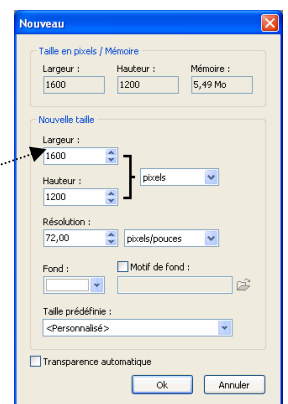 Nouveau
Taille en pixels / Mémoire
Largeur : Hauteur : Mémoire :
1600 1200 5,49 Mo
Nouvelle taille
Largeur :
1600
pixels
Hauteur :
1200
Résolution :
72,00 pixels/pouces
Fond : Motif de fond :
Taille prédéfinie :
<Personnalisé>
Transparence automatique
Ok Annuler